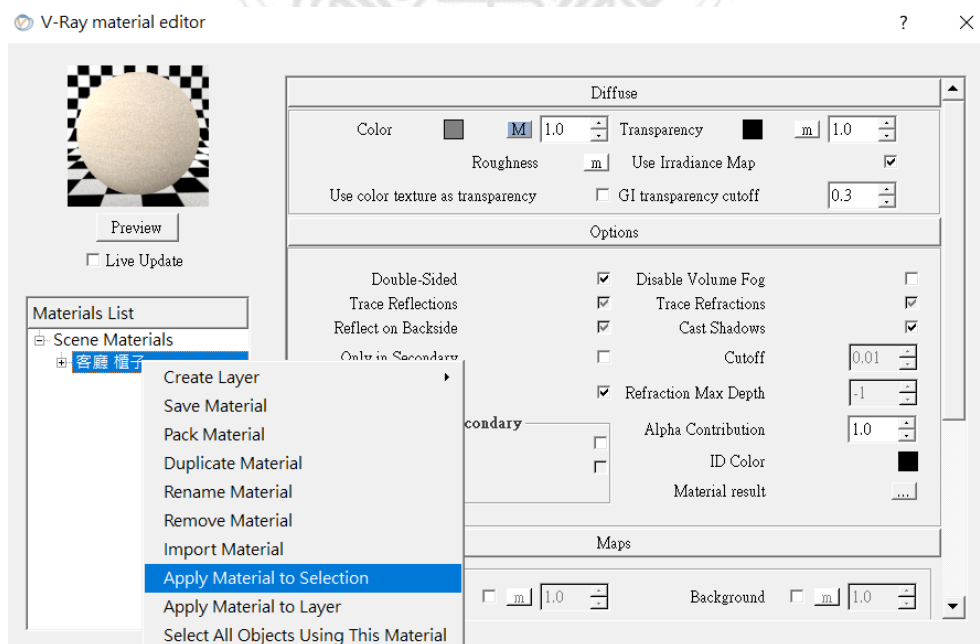 V-Ray material editor ? ×
Diffuse
Color M 1.0 Transparency m 1.0
Roughness m Use Irradiance Map
Use color texture as transparency GI transparency cutoff 0.3
Preview
Live Update
Options
Double-Sided Disable Volume Fog
Trace Reflections Trace Refractions
Reflect on Backside Cast Shadows
Only in Secondary Cutoff 0.01
Refraction Max Depth -1
condary Alpha Contribution 1.0
ID Color
Material result ...
Materials List
Scene Materials
客廳 櫃子
Create Layer
Save Material
Pack Material
Duplicate Material
Rename Material
Remove Material
Import Material
Apply Material to Selection
Apply Material to Layer
Select All Objects Using This Material
Maps
m 1.0 Background m 1.0